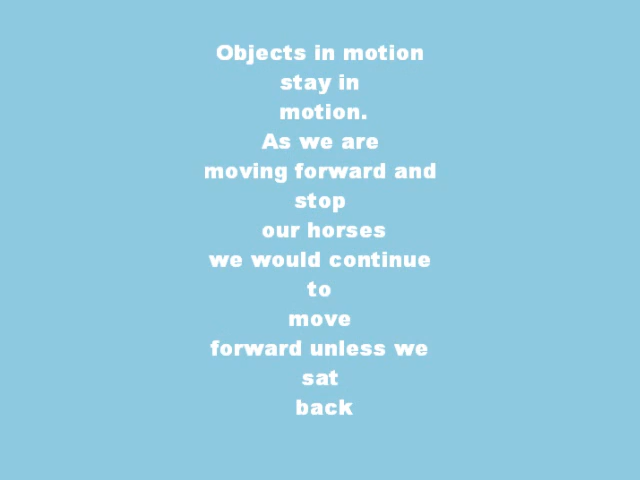 Objects in motion
stay in
motion.
As we are
moving forward and
stop
our horses
we would continue
to
move
forward unless we
sat
back